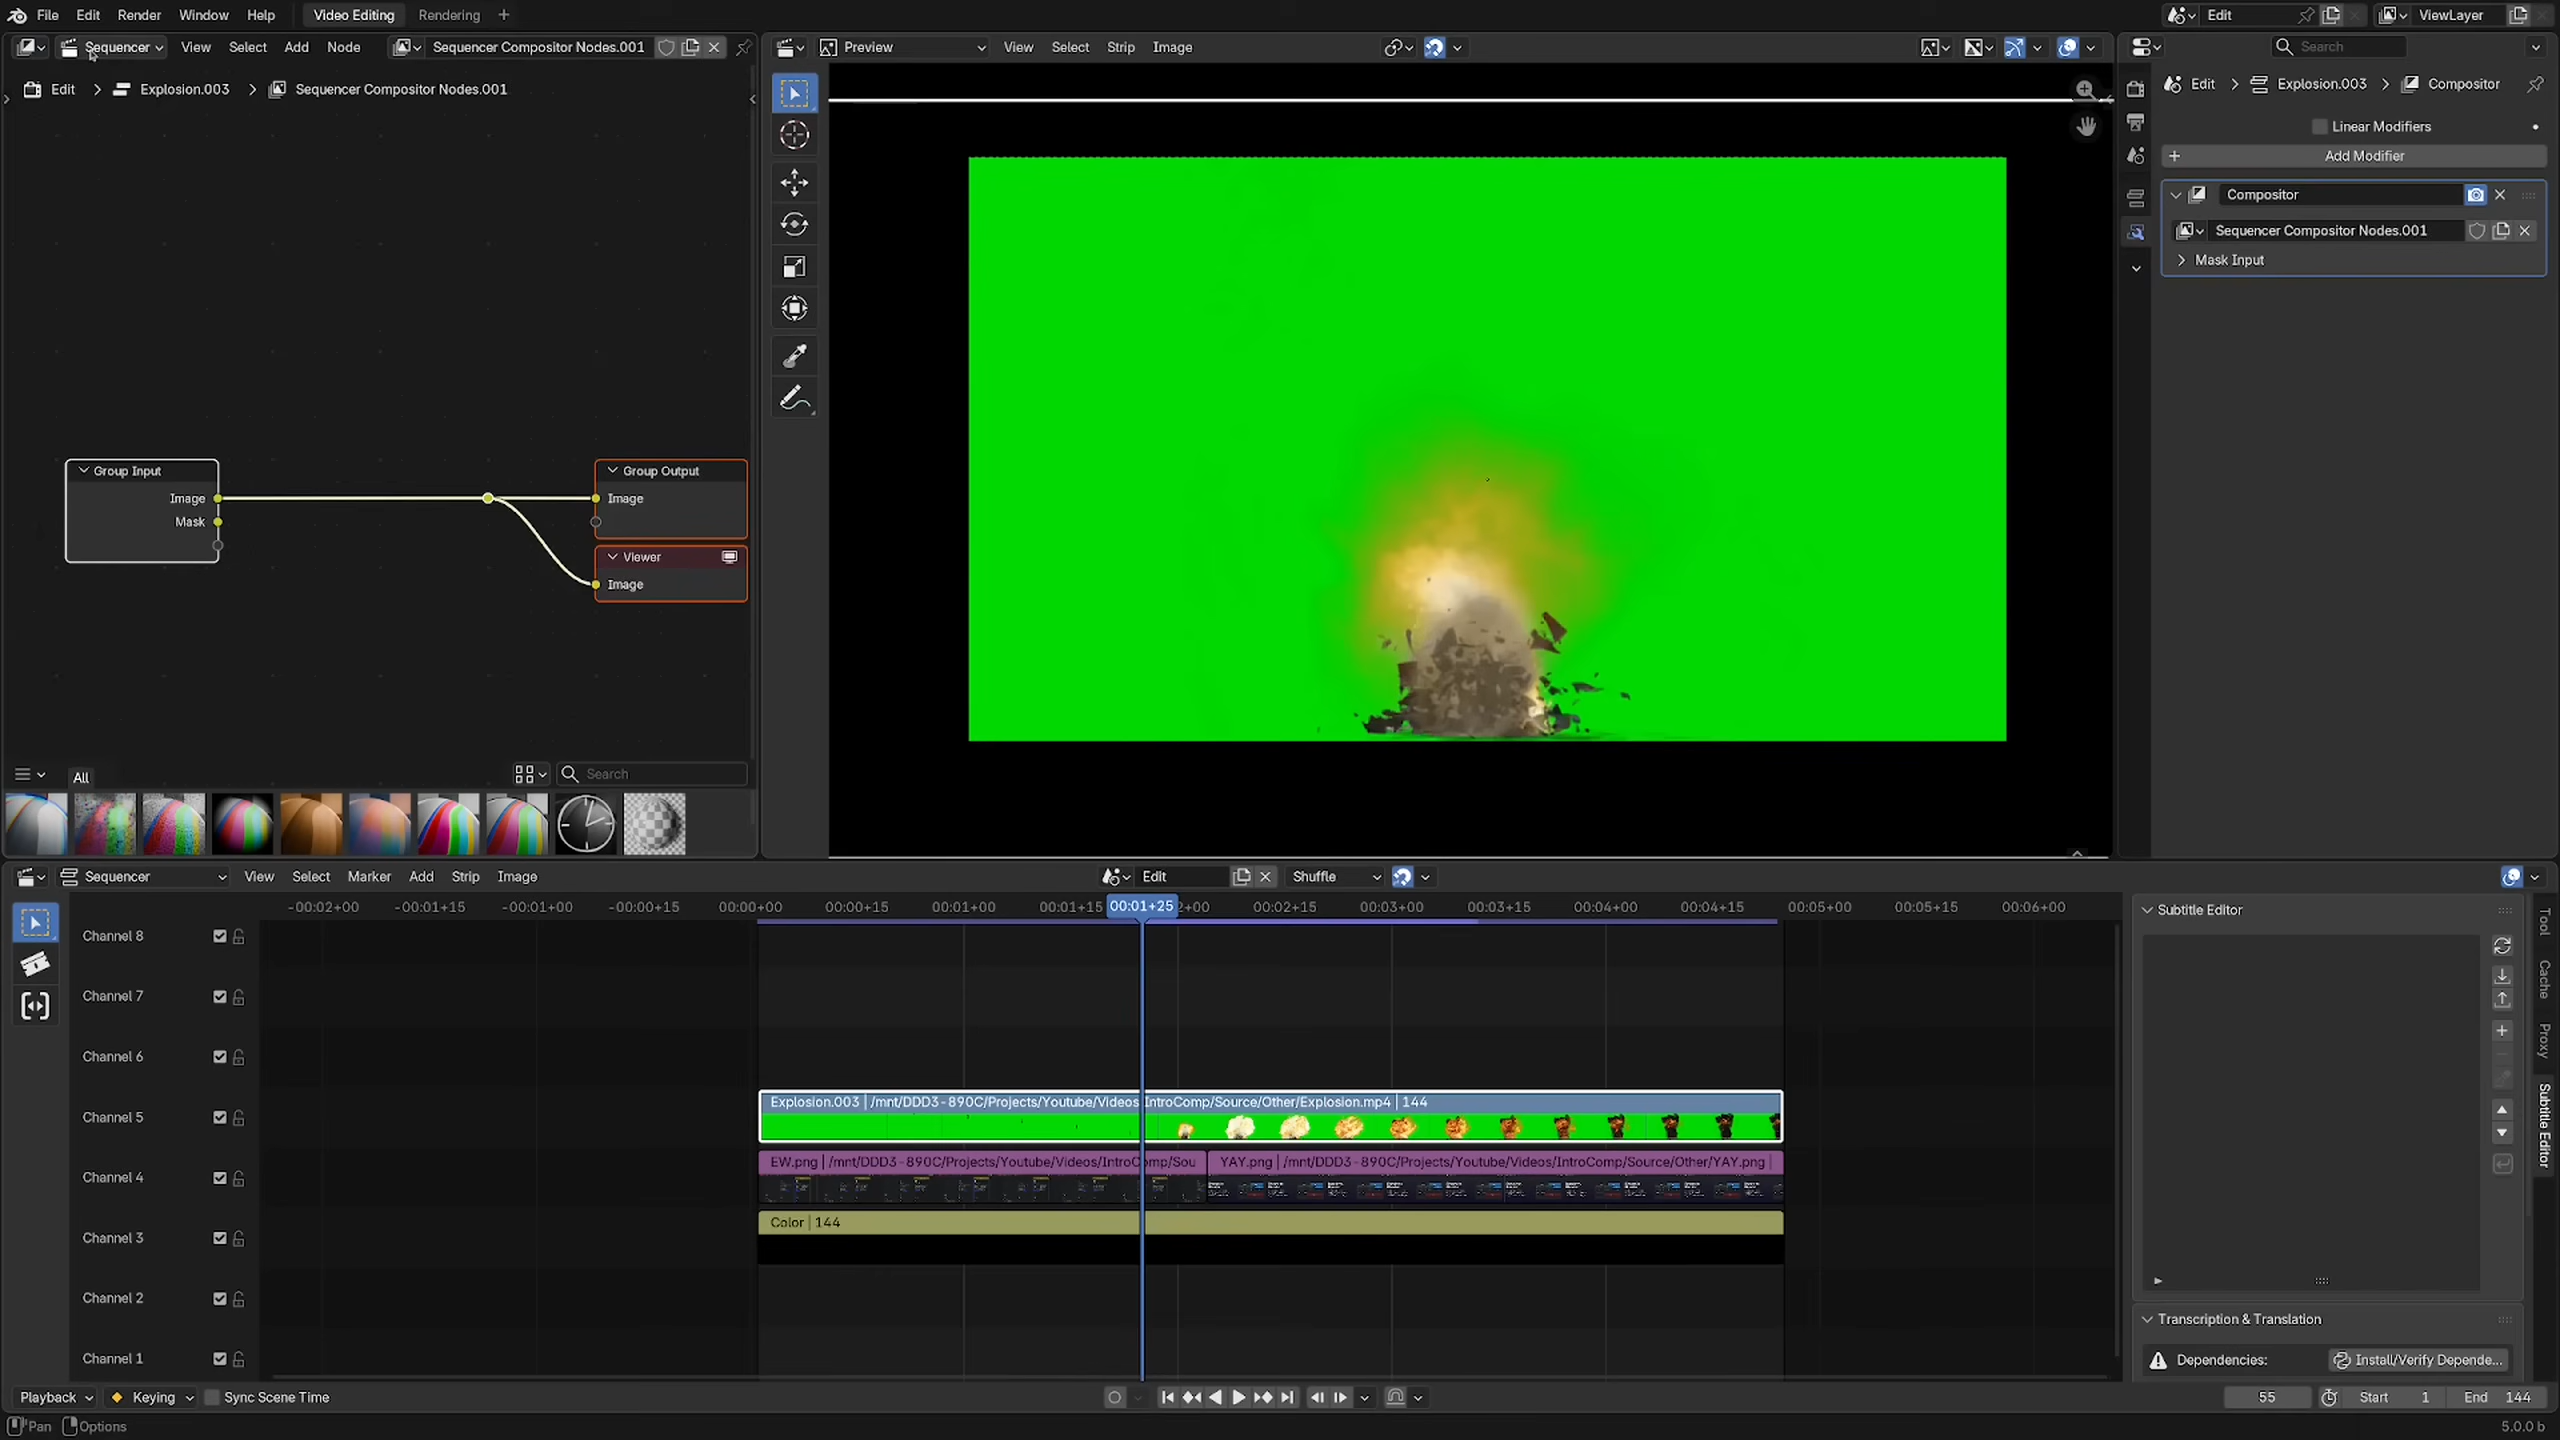 File Edit Render Window Help Video Editing Rendering + Edit ViewLayer
Sequencer View Select Add Node Sequencer Compositor Nodes.001
Edit > Explosion.003 > Sequencer Compositor Nodes.001
Group Input
Image
Mask
Group Output
Image
Viewer
Image
All
Search
Preview View Select Strip Image
Search
Edit > Explosion.003 > Compositor
Linear Modifiers
+ Add Modifier
Compositor
Sequencer Compositor Nodes.001
Mask Input
Sequencer View Select Marker Add Strip Image Edit Shuffle
-00:02+00 -00:01+15 -00:01+00 -00:00+15 00:00+00 00:00+15 00:01+00 00:01+15 00:01+25 2+00 00:02+15 00:03+00 00:03+15 00:04+00 00:04+15 00:05+00 00:05+15 00:06+00
Channel 8
Channel 7
Channel 6
Channel 5
Channel 4
Channel 3
Channel 2
Channel 1
Explosion.003 | /mnt/DDD3-890C/Projects/Youtube/Videos/IntroComp/Source/Other/Explosion.mp4 | 144
EW.png | /mnt/DDD3-890C/Projects/Youtube/Videos/IntroComp/Sou
YAY.png | /mnt/DDD3-890C/Projects/Youtube/Videos/IntroComp/Source/Other/YAY.png |
Color | 144
Subtitle Editor
Transcription & Translation
Dependencies: Install/Verify Depende...
Tool
Cache
Proxy
Subtitle Editor
Playback Keying Sync Scene Time 55 Start 1 End 144
Pan Options 5.0.0 b